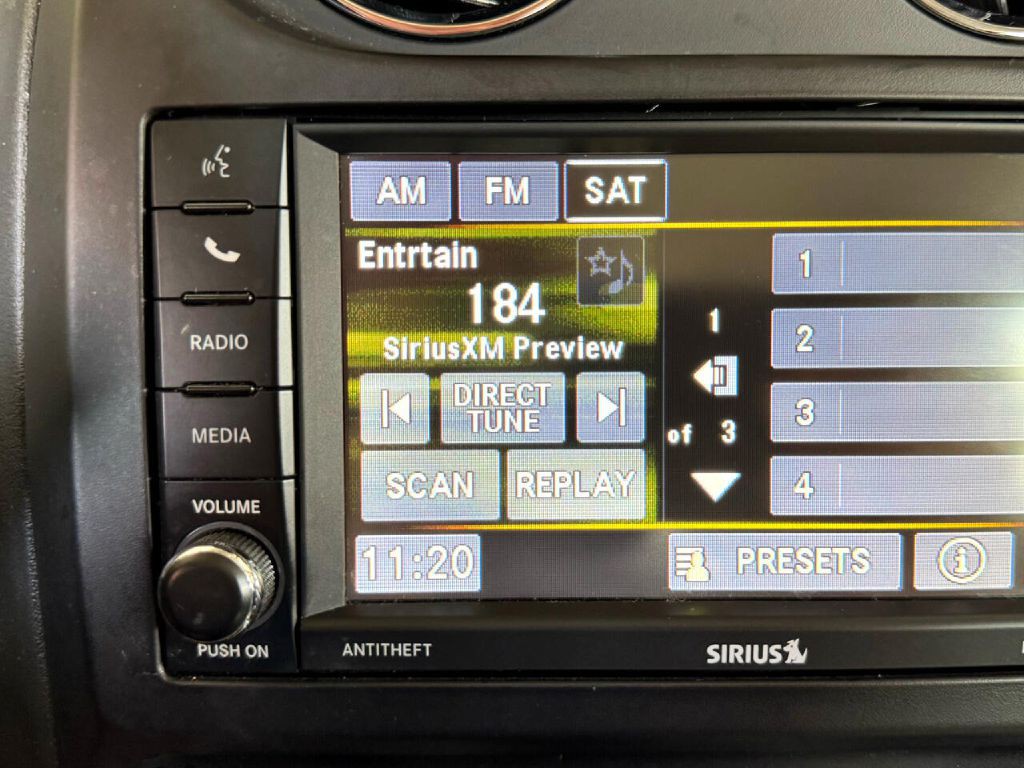 AM FM SAT
Entrtain
184
SiriusXM Preview
DIRECT
TUNE
SCAN REPLAY
11:20
1
of 3
1
2
3
4
PRESETS
i
RADIO
MEDIA
VOLUME
PUSH ON
ANTITHEFT
SIRIUS